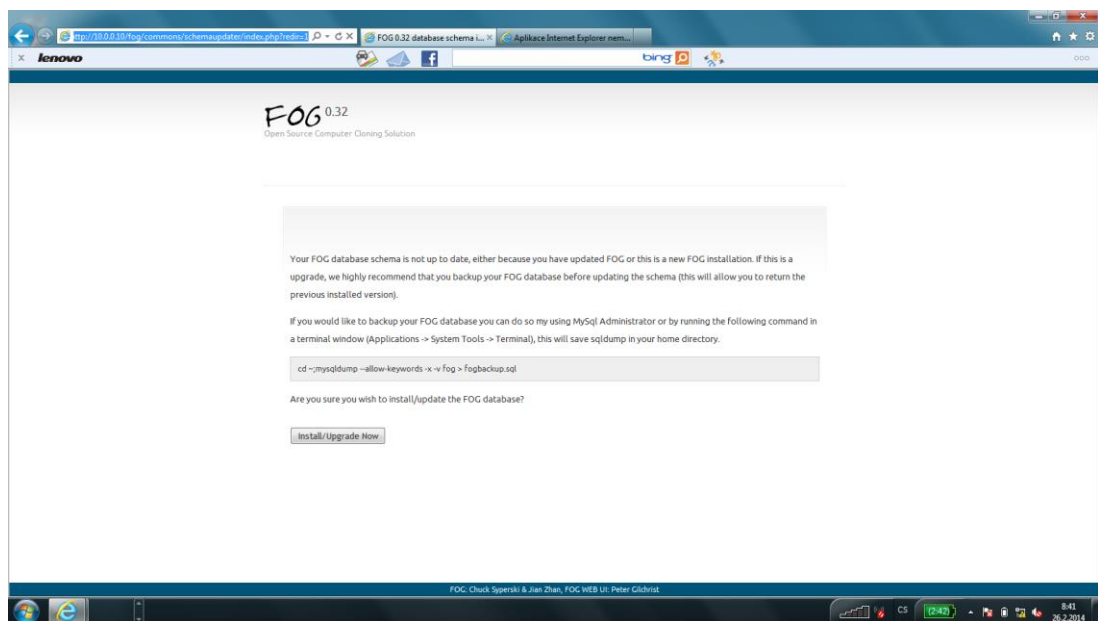 ttp://10.0.0.10/fog/commons/schemaupdater/index.php?redir=1
FOG 0.32 database schema i...
Aplikace Internet Explorer nem...
x lenovo
bing
FOG 0.32
Open Source Computer Cloning Solution
Your FOG database schema is not up to date, either because you have updated FOG or this is a new FOG installation. If this is a
upgrade, we highly recommend that you backup your FOG database before updating the schema (this will allow you to return the
previous installed version).
If you would like to backup your FOG database you can do so my using MySql Administrator or by running the following command in
a terminal window (Applications -> System Tools -> Terminal), this will save sqldump in your home directory.
cd ~;mysqldump --allow-keywords -x -v fog > fogbackup.sql
Are you sure you wish to install/update the FOG database?
Install/Upgrade Now
FOG: Chuck Syperski & Jian Zhan, FOG WEB UI: Peter Gilchrist
CS
(2:42)
8:41
26.2.2014